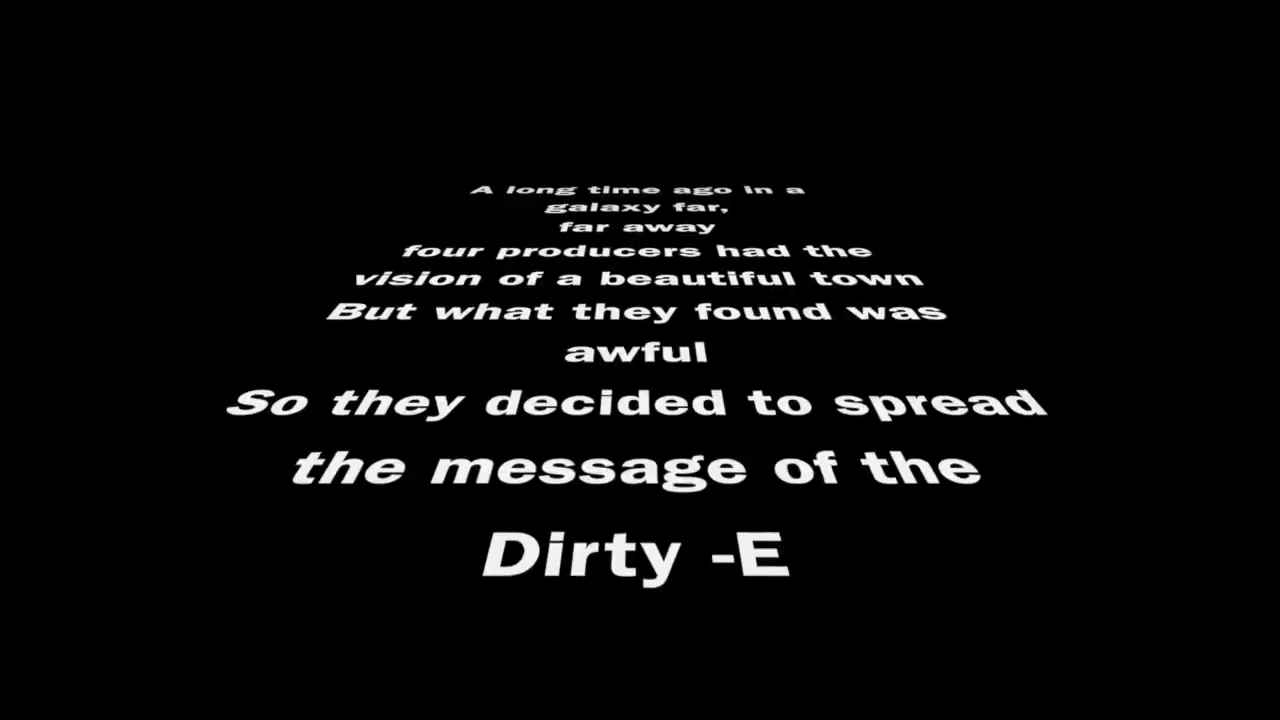 A long time ago in a
galaxy far,
far away
four producers had the
vision of a beautiful town
But what they found was
awful
So they decided to spread
the message of the
Dirty -E